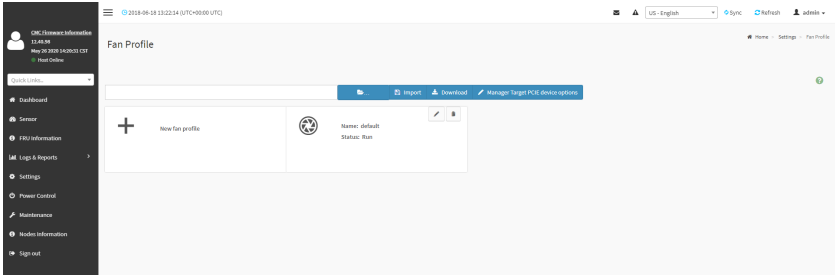 2018-06-18 13:22:14 (UTC+00:00 UTC)
US - English
Sync
Refresh
admin
CMC Firmware Information
12.40.98
May 26 2020 14:20:31 CST
Host Online
Quick Links...
Dashboard
Sensor
FRU Information
Logs & Reports
Settings
Power Control
Maintenance
Nodes Information
Sign out
Fan Profile
Home > Settings > Fan Profile
... Import Download Manager Target PCIE device options
New fan profile
Name: default
Status: Run